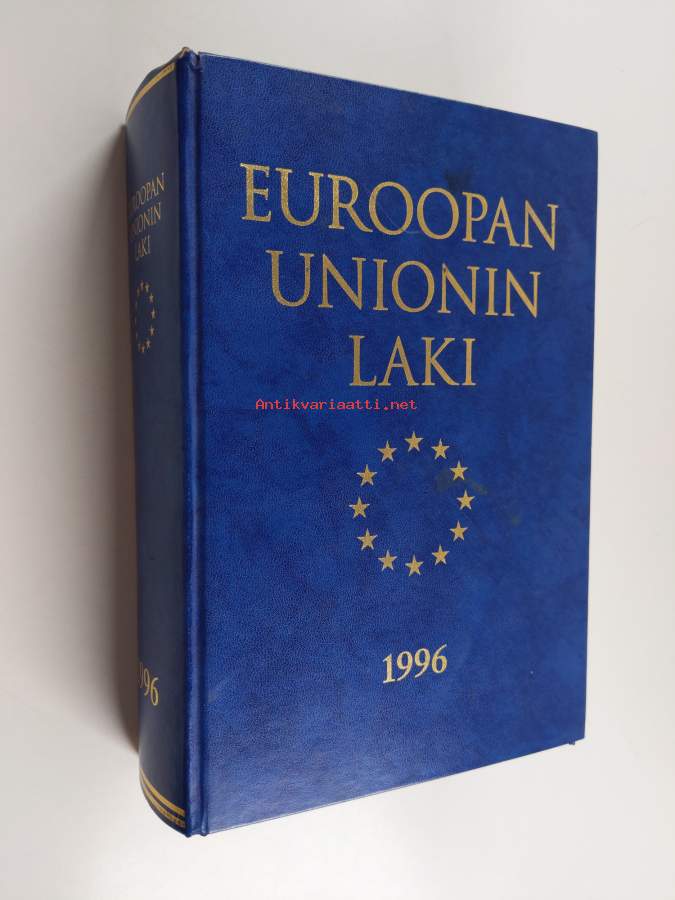 EUROOPAN
UNIONIN
LAKI
Antikvariaatti.net
1996
EUROOPAN
UNIONIN
LAKI
1996